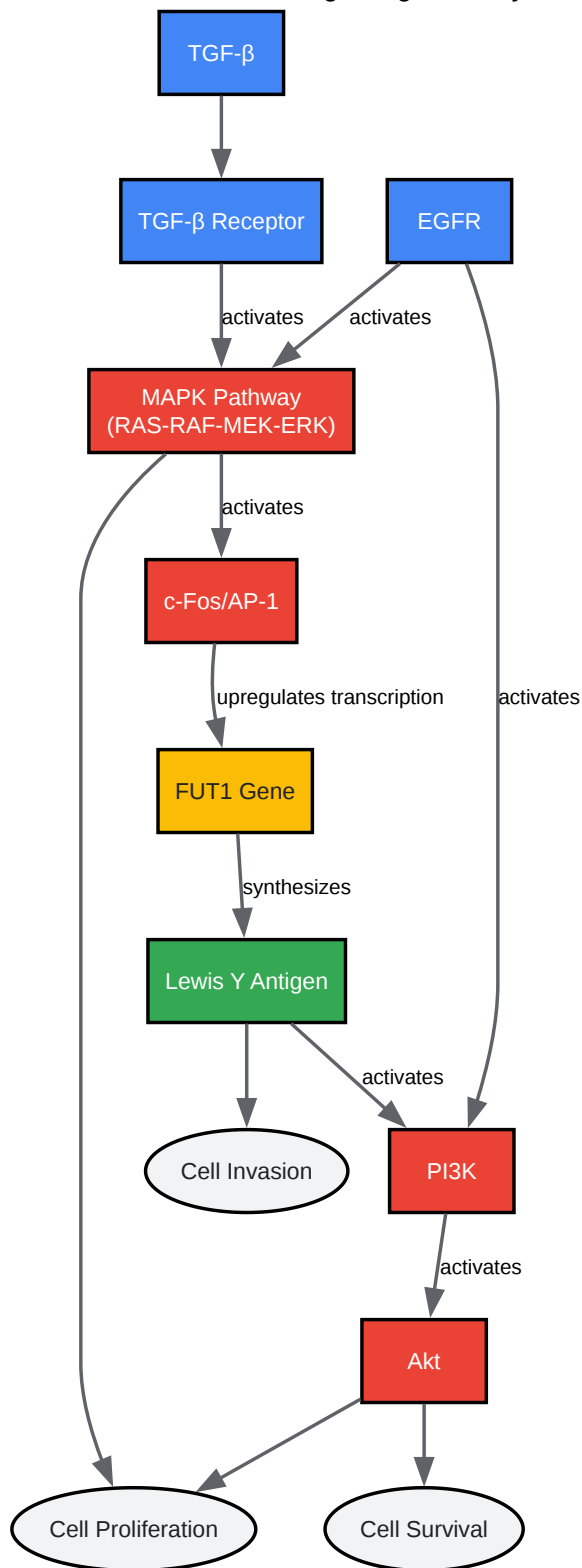 TGF-β
TGF-β Receptor
EGFR
activates
activates
MAPK Pathway
(RAS-RAF-MEK-ERK)
activates
c-Fos/AP-1
upregulates transcription
activates
FUT1 Gene
synthesizes
Lewis Y Antigen
activates
Cell Invasion
PI3K
activates
Akt
Cell Proliferation
Cell Survival